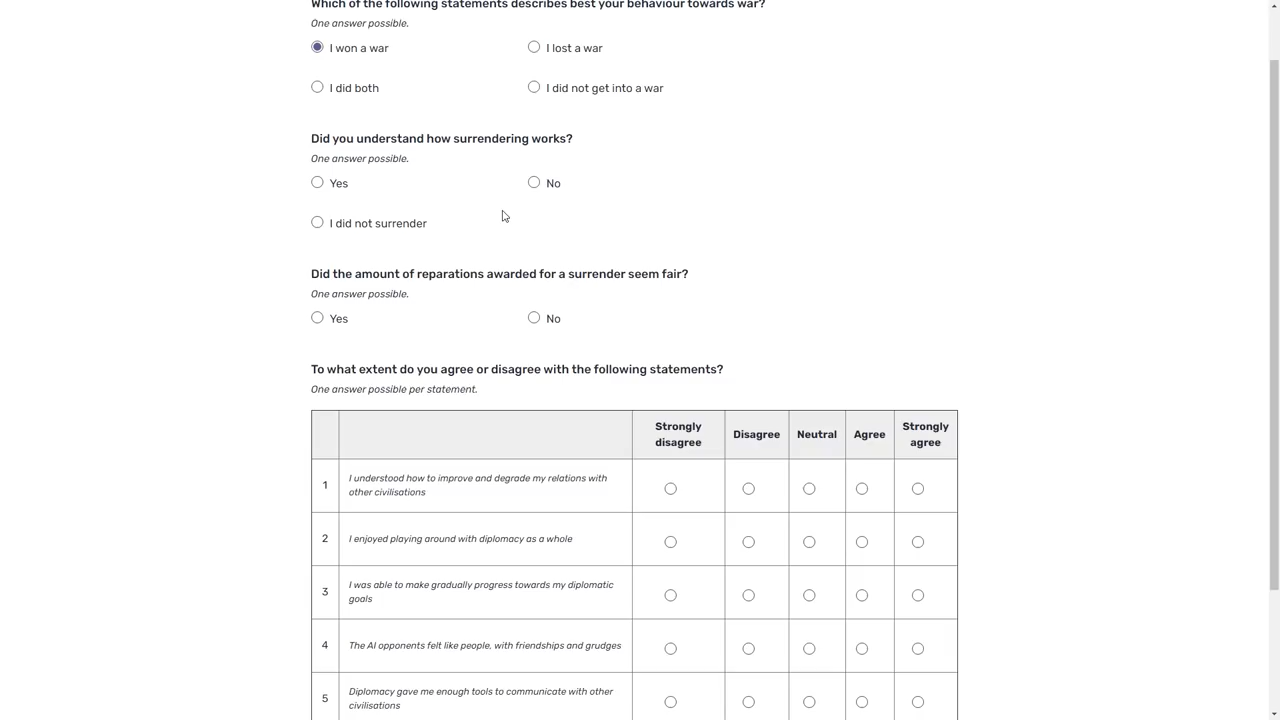 Which of the following statements describes best your behaviour towards war?
One answer possible.
I won a war
I lost a war
I did both
I did not get into a war
Did you understand how surrendering works?
One answer possible.
Yes
No
I did not surrender
Did the amount of reparations awarded for a surrender seem fair?
One answer possible.
Yes
No
To what extent do you agree or disagree with the following statements?
One answer possible per statement.
Strongly
disagree
Disagree
Neutral
Agree
Strongly
agree
1
I understood how to improve and degrade my relations with
other civilisations
2
I enjoyed playing around with diplomacy as a whole
3
I was able to make gradually progress towards my diplomatic
goals
4
The AI opponents felt like people, with friendships and grudges
5
Diplomacy gave me enough tools to communicate with other
civilisations